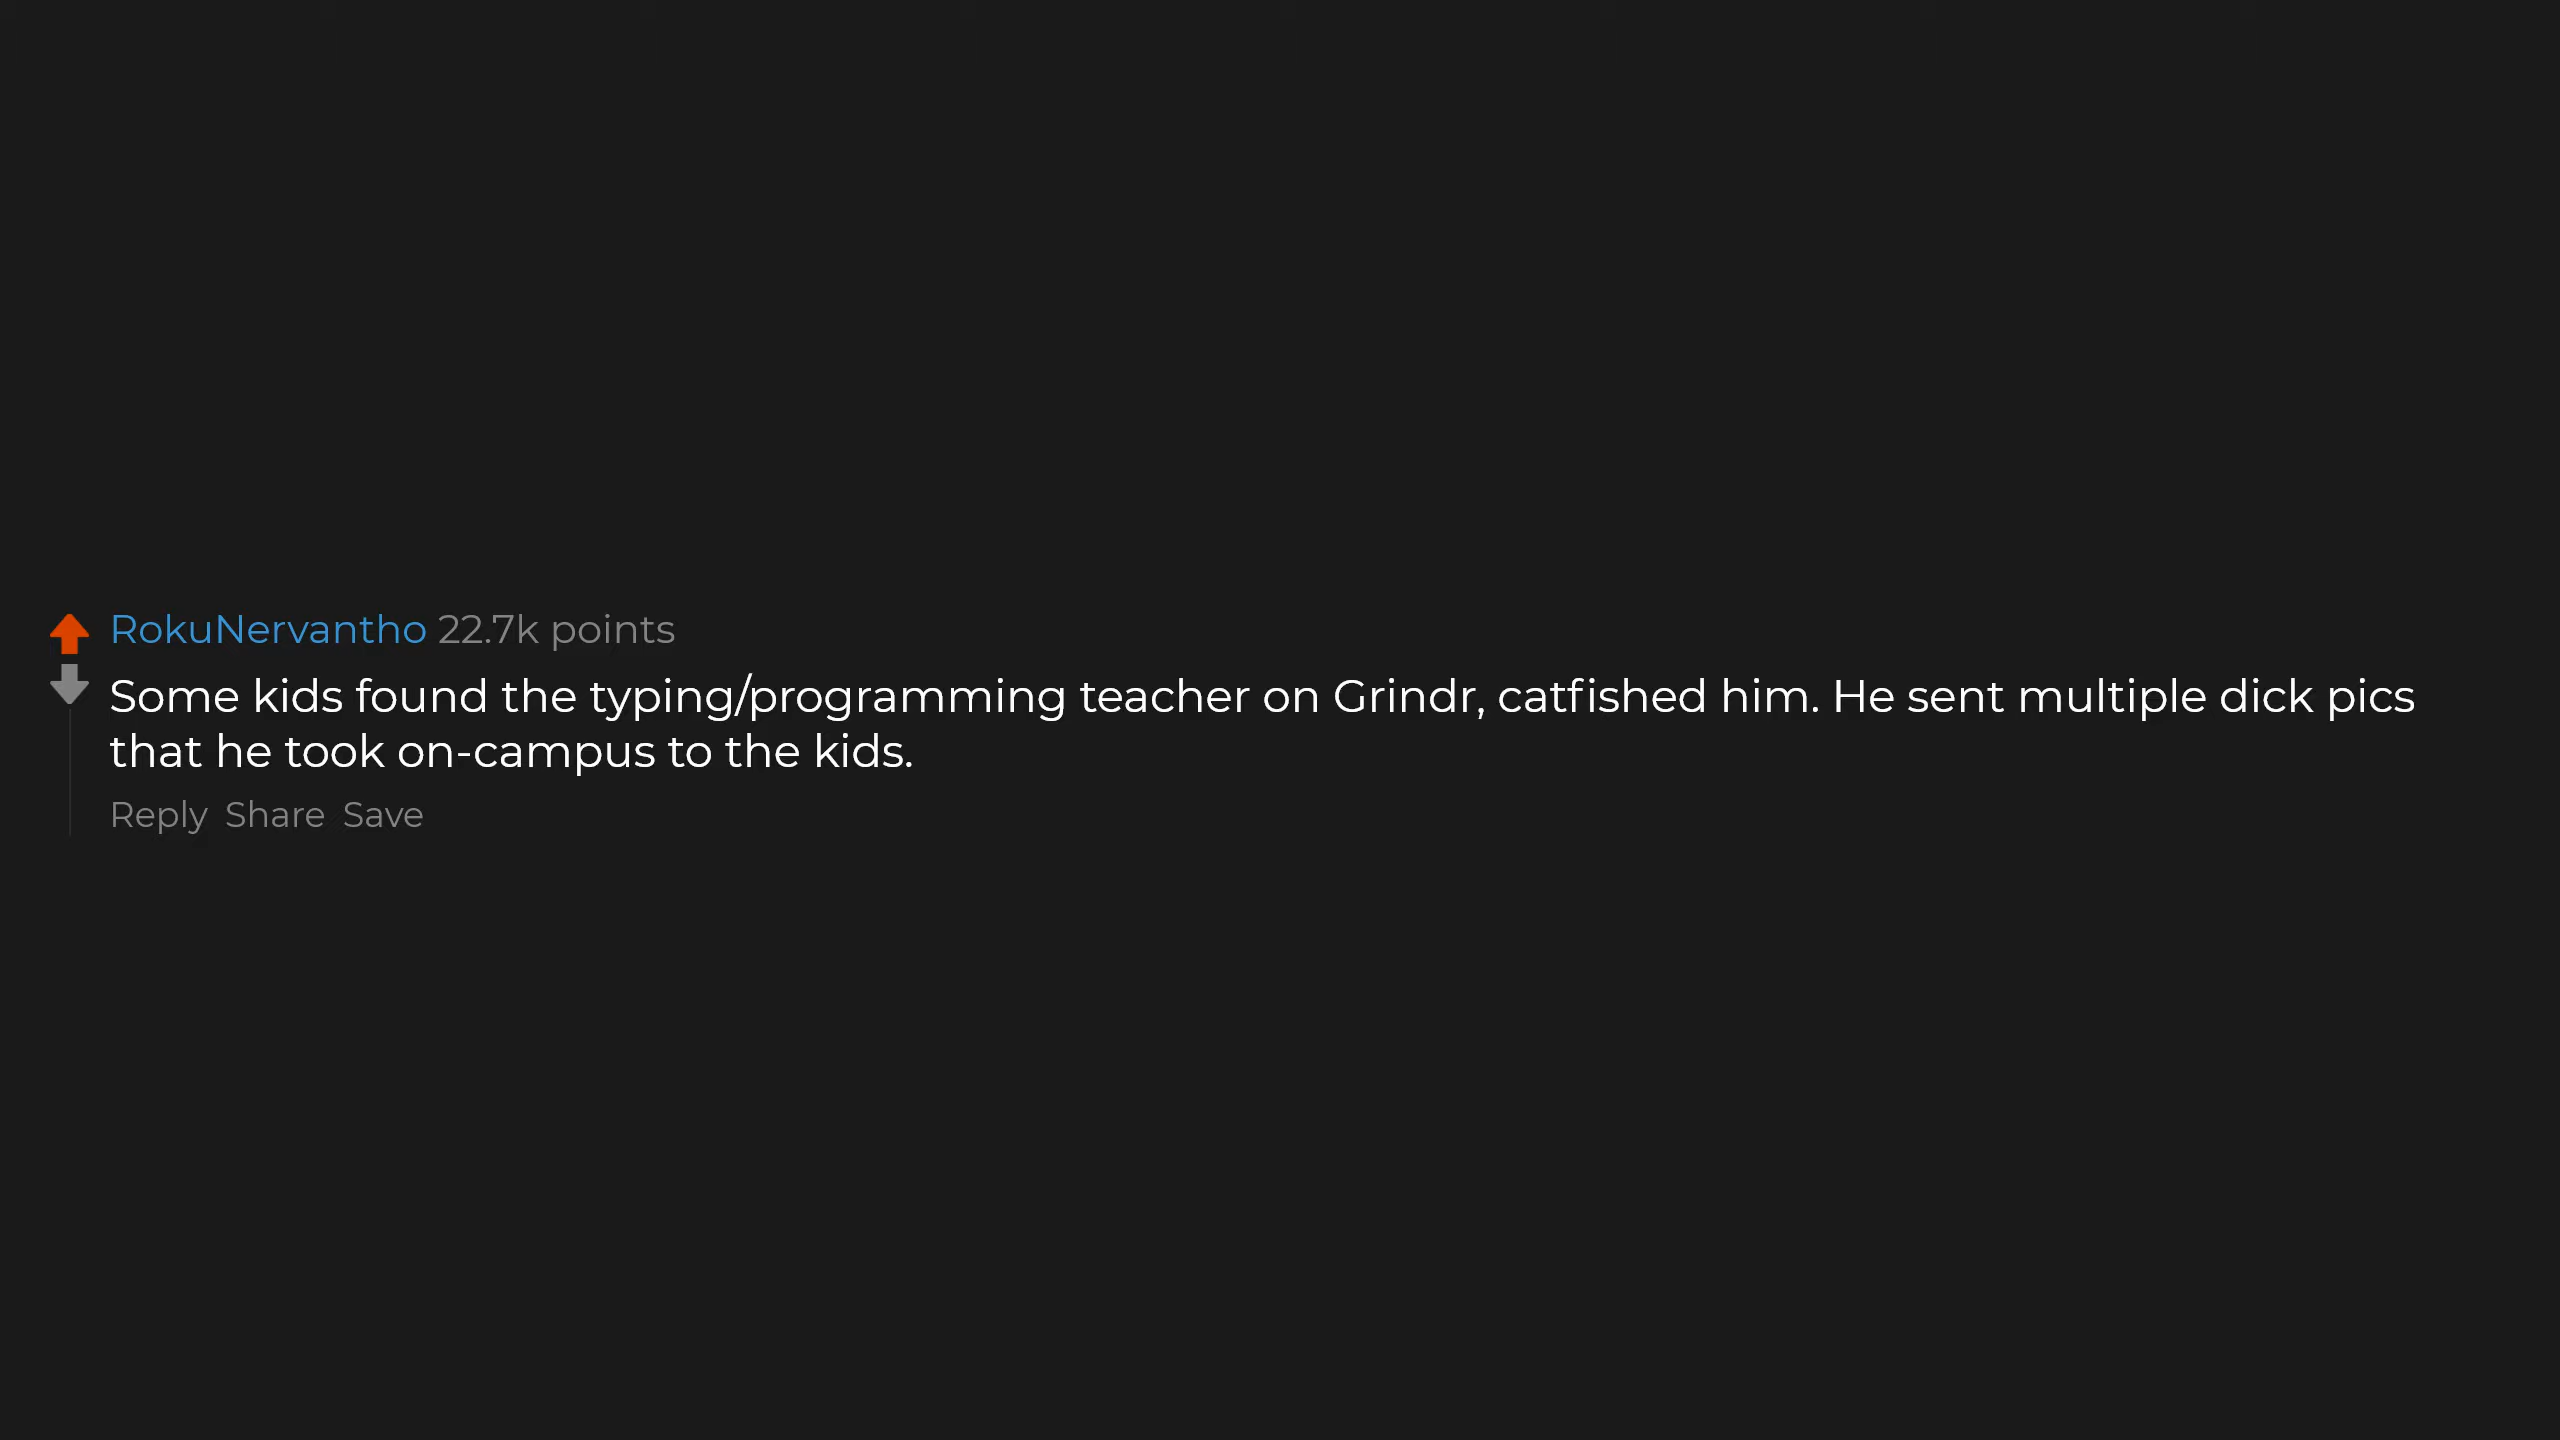 RokuNervantho 22.7k points
Some kids found the typing/programming teacher on Grindr, catfished him. He sent multiple dick pics
that he took on-campus to the kids.
Reply Share Save